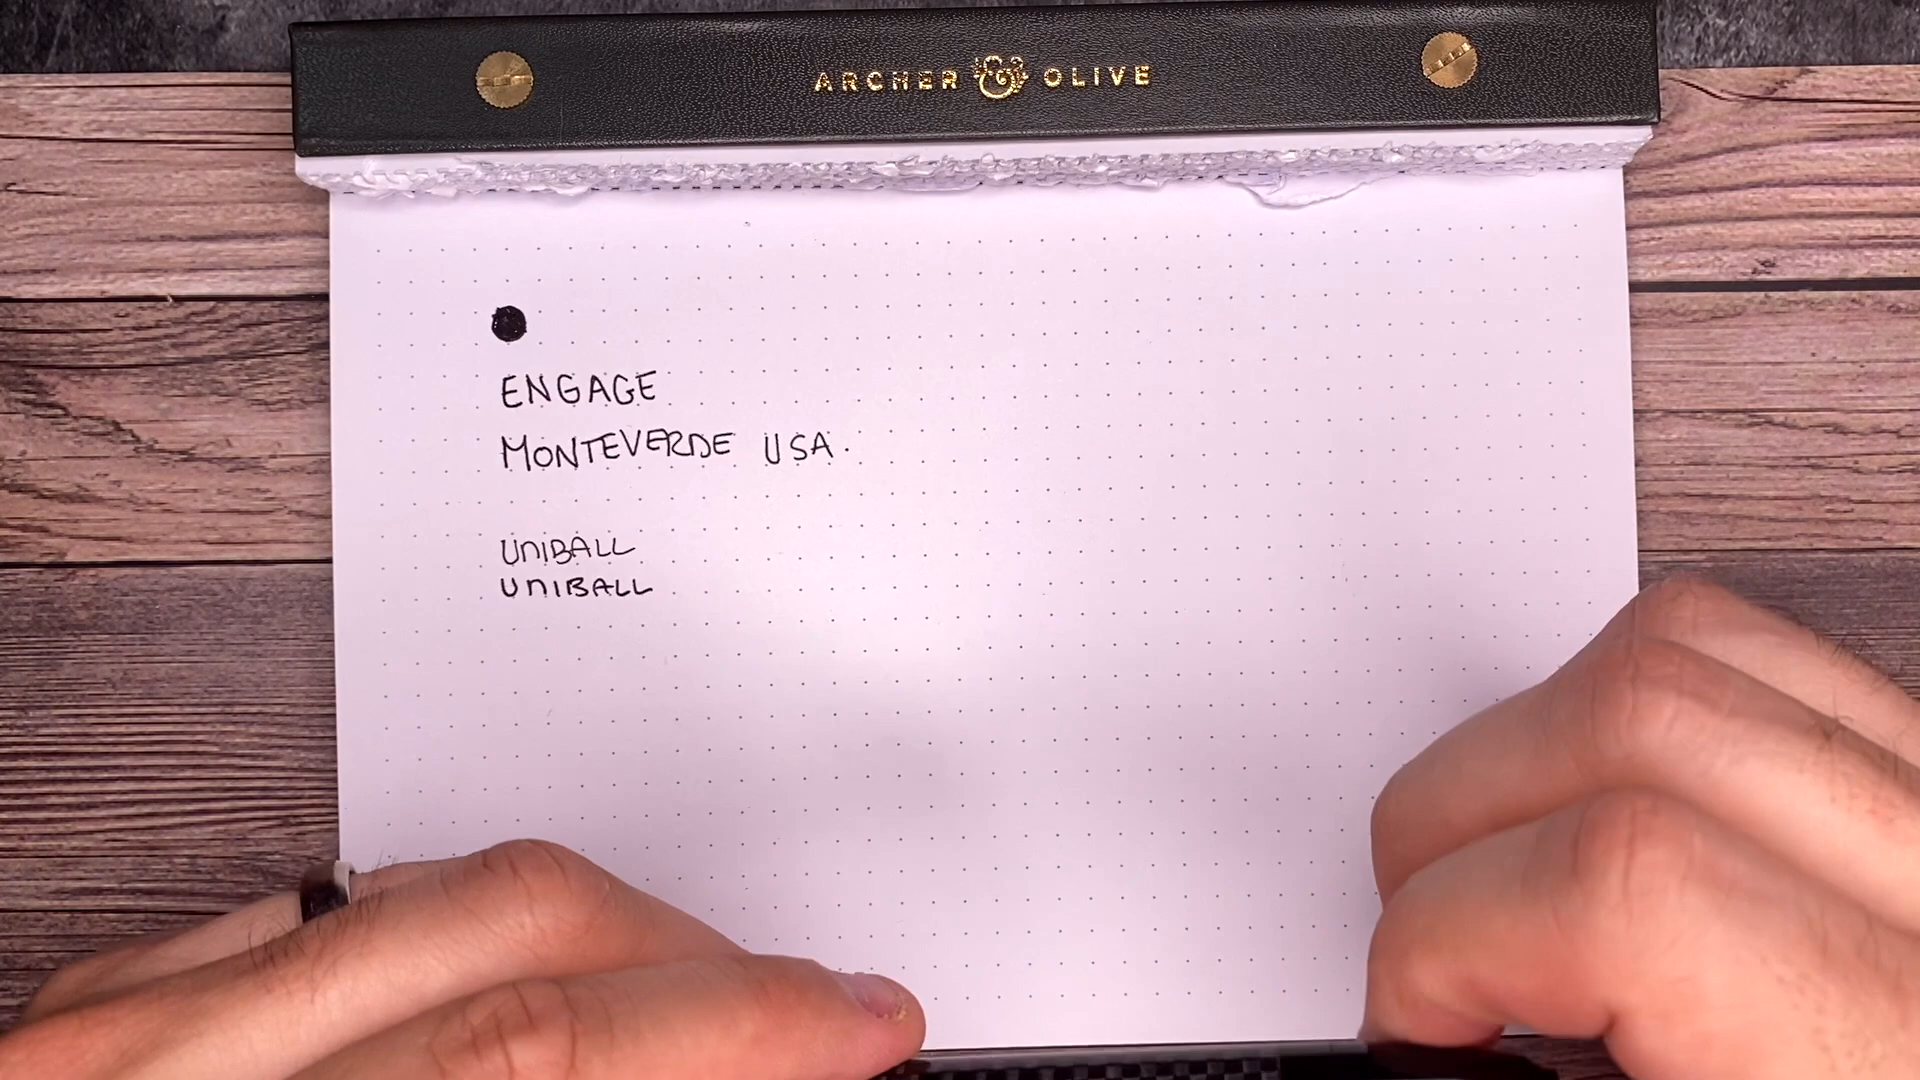 ARCHER & OLIVE
ENGAGE
MONTEVERDE USA.
UNIBALL
UNIBALL